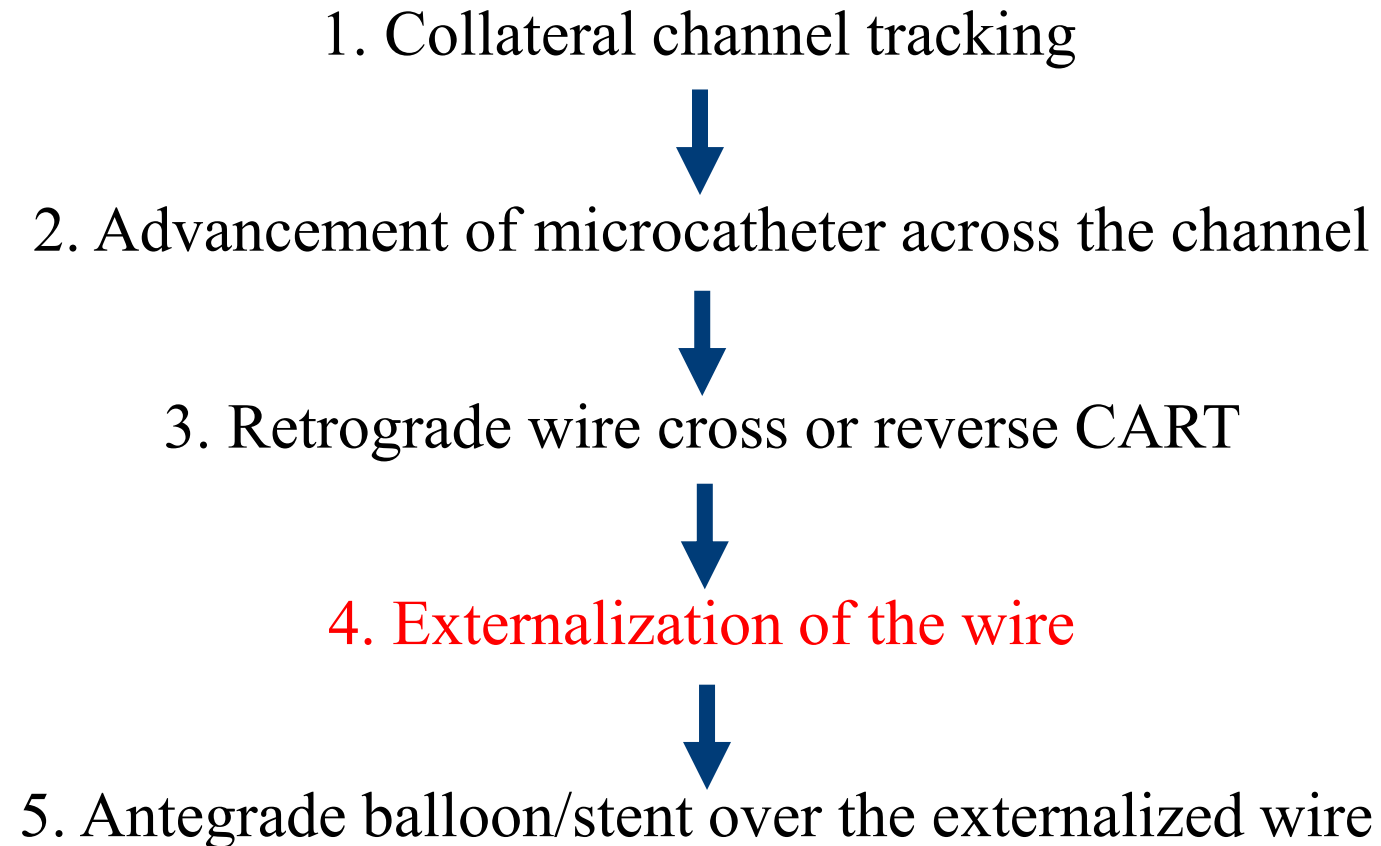 1. Collateral channel tracking
2. Advancement of microcatheter across the channel
3. Retrograde wire cross or reverse CART
4. Externalization of the wire
5. Antegrade balloon/stent over the externalized wire